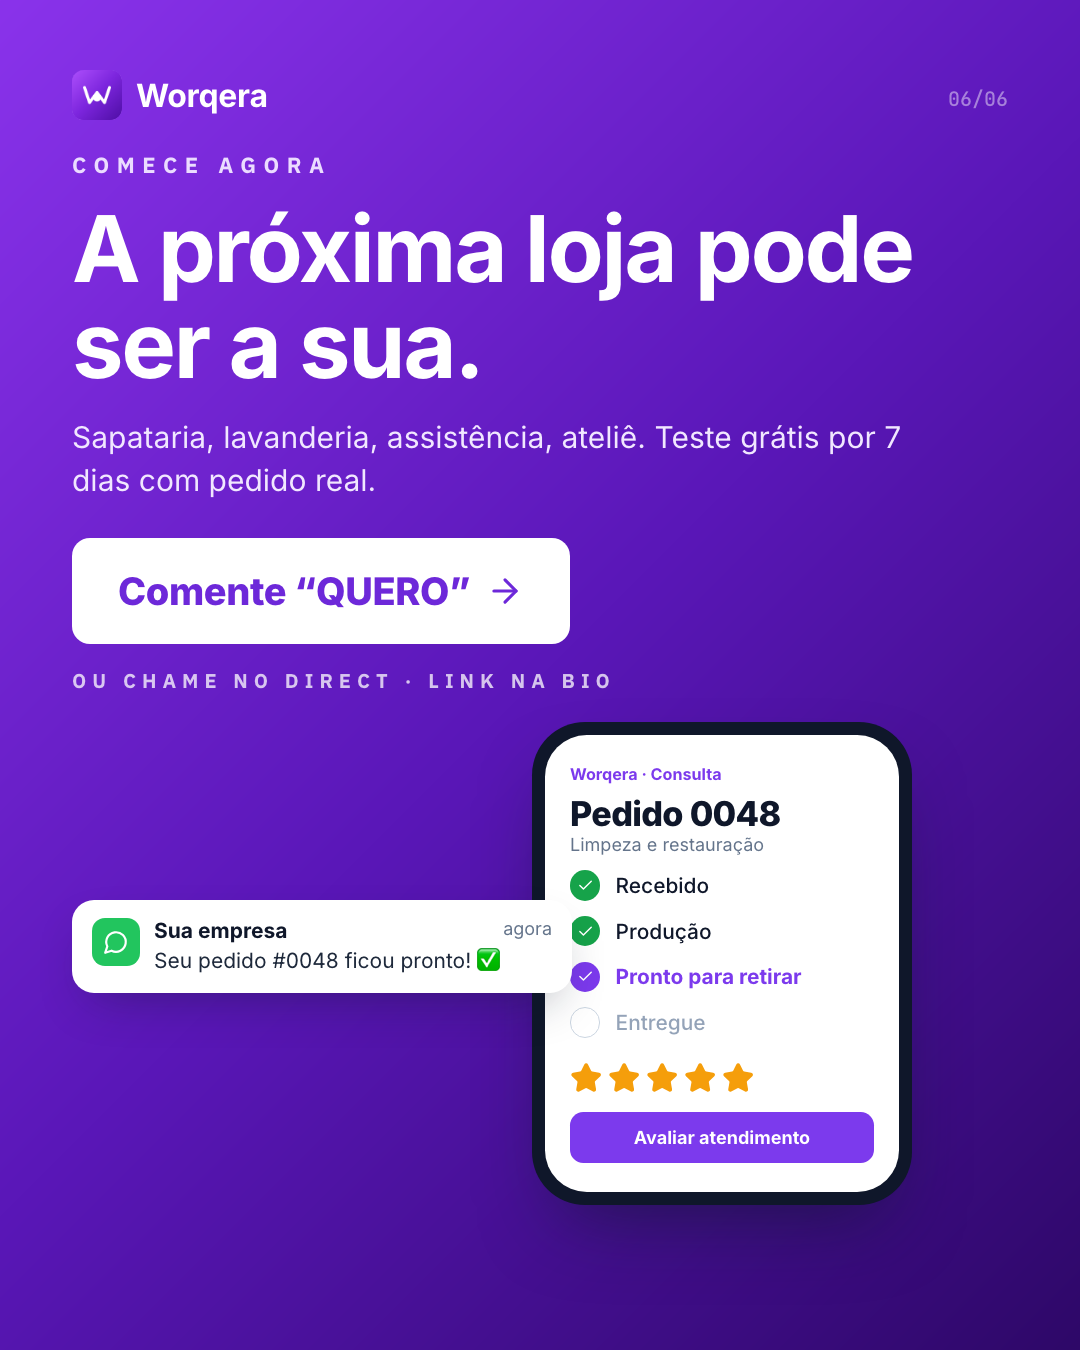 Worqera
06/06
COMECE AGORA
A próxima loja pode
ser a sua.
Sapataria, lavanderia, assistência, ateliê. Teste grátis por 7
dias com pedido real.
Comente “QUERO” →
OU CHAME NO DIRECT · LINK NA BIO
Worqera · Consulta
Pedido 0048
Limpeza e restauração
Recebido
Produção
Pronto para retirar
Entregue
Avaliar atendimento
Sua empresa
agora
Seu pedido #0048 ficou pronto! ✅